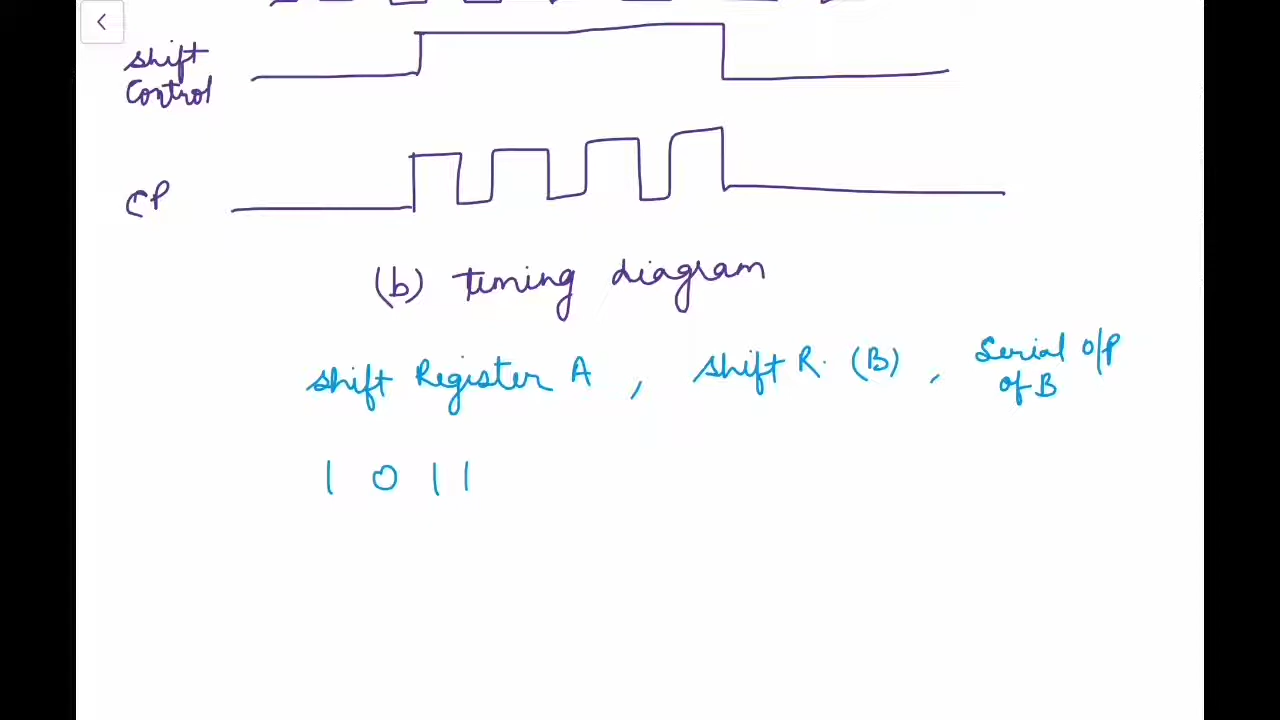 Shift
Control
CP
(b) Timing diagram
Shift Register A , Shift R. (B) , Serial O/P
of B
1 0 1 1